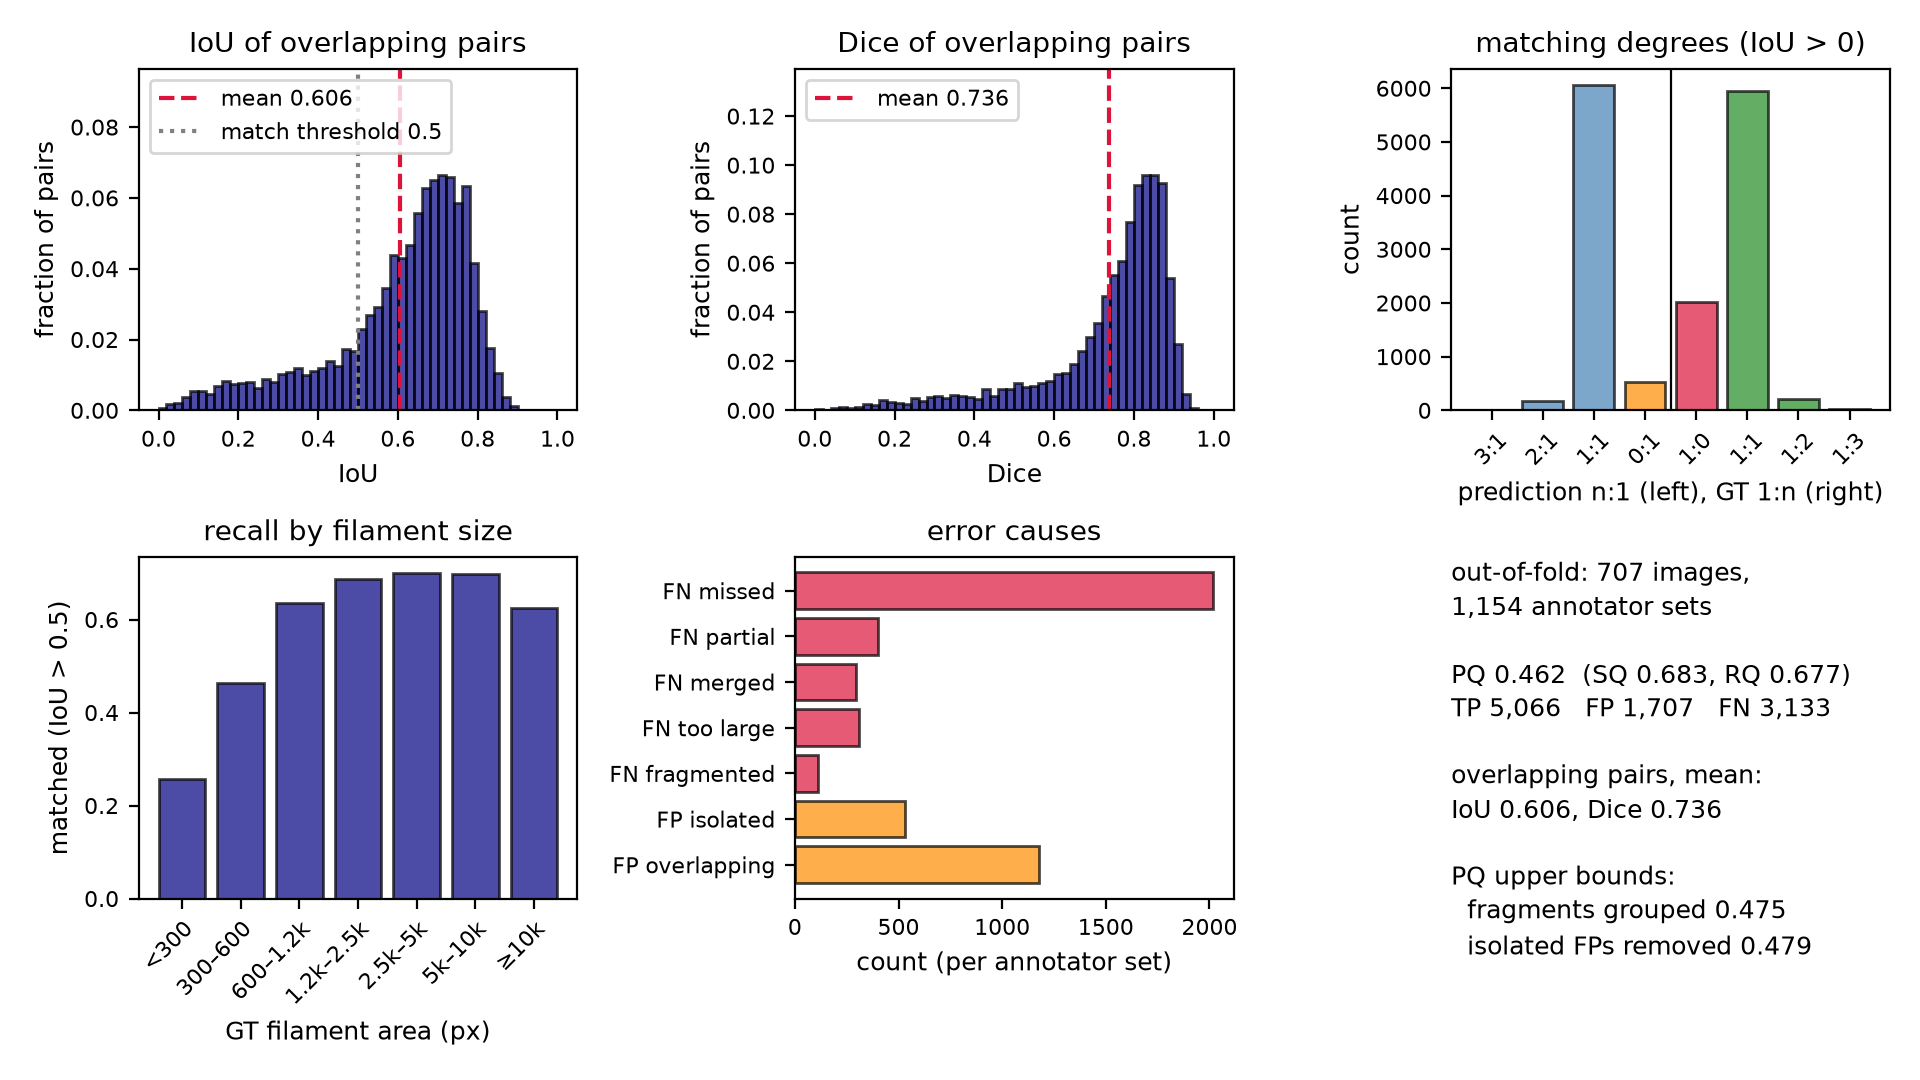 IoU of overlapping pairs
mean 0.606
match threshold 0.5
fraction of pairs
0.08
0.06
0.04
0.02
0.00
0.0 0.2 0.4 0.6 0.8 1.0
IoU
Dice of overlapping pairs
mean 0.736
fraction of pairs
0.12
0.10
0.08
0.06
0.04
0.02
0.00
0.0 0.2 0.4 0.6 0.8 1.0
Dice
matching degrees (IoU > 0)
count
6000
5000
4000
3000
2000
1000
0
3:1 2:1 1:1 0:1 1:0 1:1 1:2 1:3
prediction n:1 (left), GT 1:n (right)
recall by filament size
matched (IoU > 0.5)
0.6
0.4
0.2
0.0
<300 300–600 600–1.2k 1.2k–2.5k 2.5k–5k 5k–10k ≥10k
GT filament area (px)
error causes
FN missed
FN partial
FN merged
FN too large
FN fragmented
FP isolated
FP overlapping
0 500 1000 1500 2000
count (per annotator set)
out-of-fold: 707 images,
1,154 annotator sets
PQ 0.462 (SQ 0.683, RQ 0.677)
TP 5,066 FP 1,707 FN 3,133
overlapping pairs, mean:
IoU 0.606, Dice 0.736
PQ upper bounds:
fragments grouped 0.475
isolated FPs removed 0.479